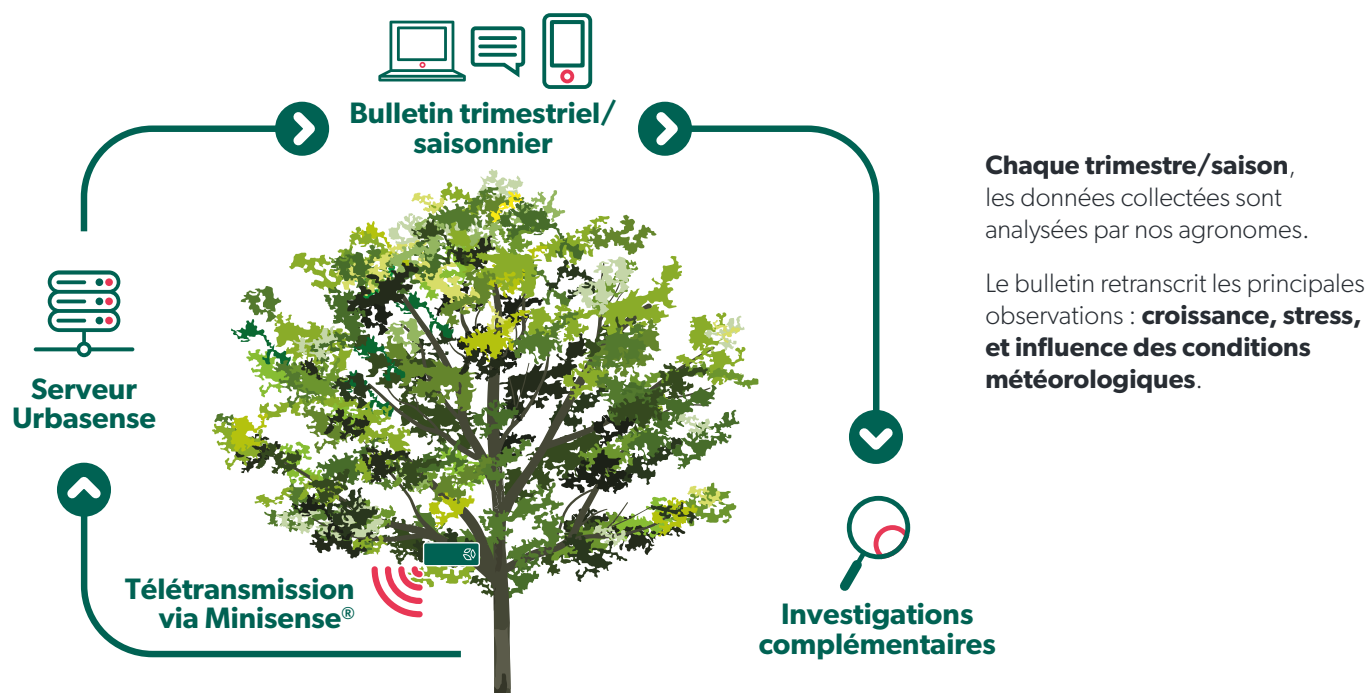 Bulletin trimestriel/
saisonnier
Serveur
Urbasense
Télétransmission
via Minisense®
Investigations
complémentaires
Chaque trimestre/saison,
les données collectées sont
analysées par nos agronomes.
Le bulletin retranscrit les principales
observations : croissance, stress,
et influence des conditions
météorologiques.